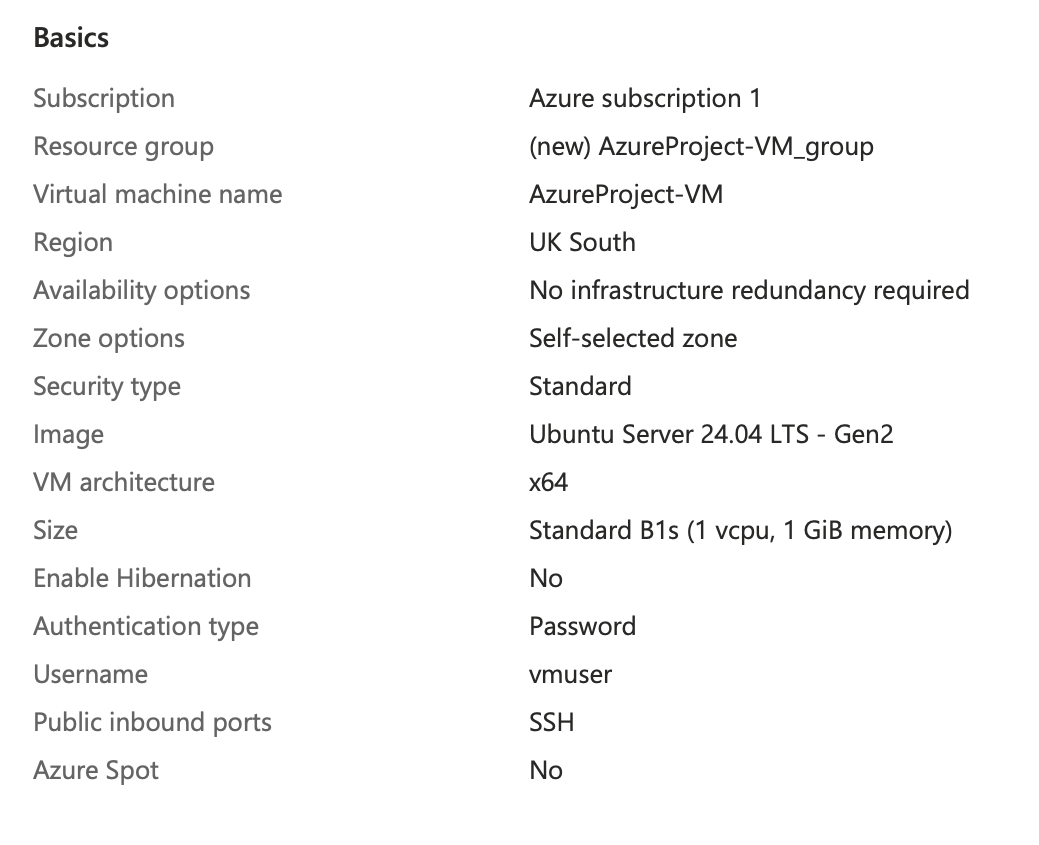 Basics
Subscription Azure subscription 1
Resource group (new) AzureProject-VM_group
Virtual machine name AzureProject-VM
Region UK South
Availability options No infrastructure redundancy required
Zone options Self-selected zone
Security type Standard
Image Ubuntu Server 24.04 LTS - Gen2
VM architecture x64
Size Standard B1s (1 vcpu, 1 GiB memory)
Enable Hibernation No
Authentication type Password
Username vmuser
Public inbound ports SSH
Azure Spot No